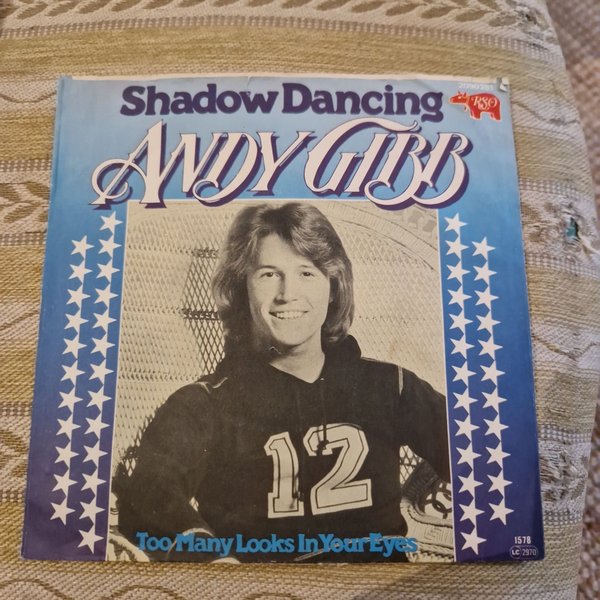 Shadow Dancing
RSO
ANDY GIBB
12
Too Many Looks In Your Eyes
1578
LC 2970